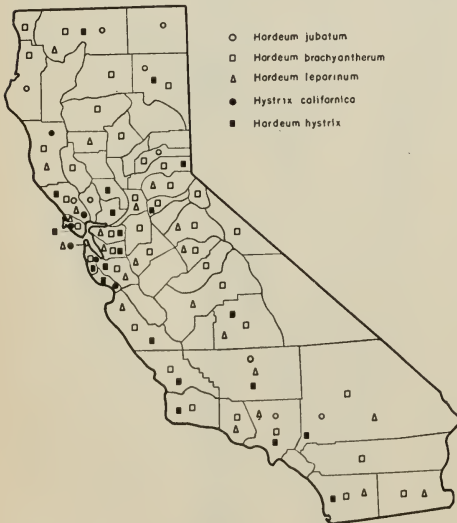 Hordeum jubatum
Hordeum brachyantherum
Hordeum leporinum
Hystrix californica
Hordeum hystrix